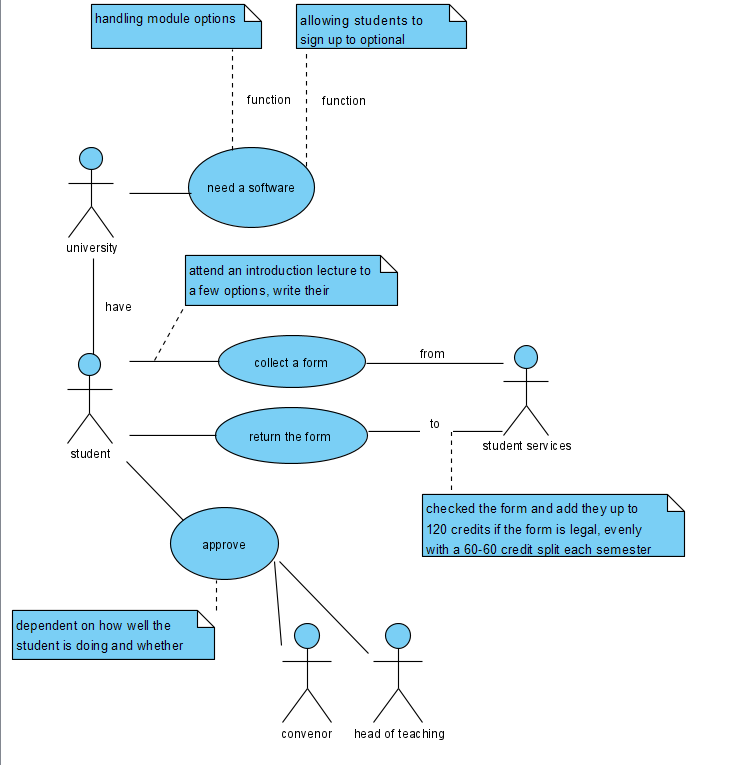 handling module options
allowing students to
sign up to optional
function
function
need a software
university
attend an introduction lecture to
a few options, write their
have
from
collect a form
to
return the form
student services
student
checked the form and add they up to
120 credits if the form is legal, evenly
with a 60-60 credit split each semester
approve
dependent on how well the
student is doing and whether
convenor
head of teaching